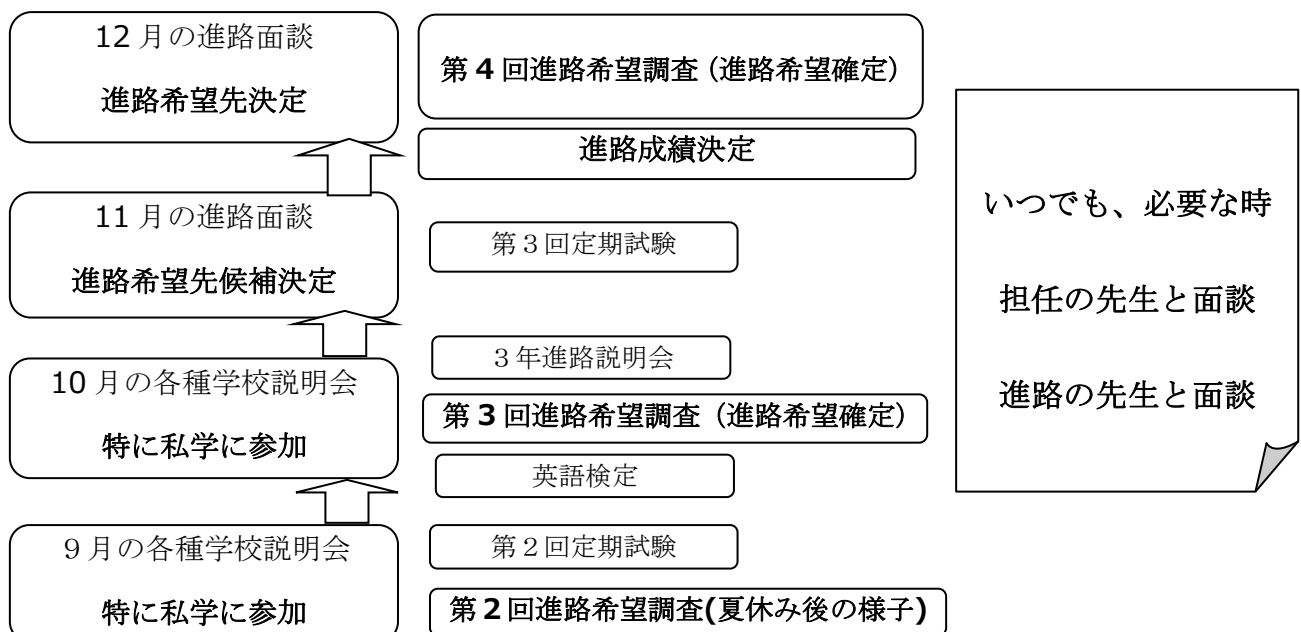 12月の進路面談
進路希望先決定
第4回進路希望調査（進路希望確定）
進路成績決定
11月の進路面談
進路希望先候補決定
第３回定期試験
３年進路説明会
10月の各種学校説明会
特に私学に参加
第3回進路希望調査（進路希望確定）
英語検定
９月の各種学校説明会
特に私学に参加
第２回定期試験
第2回進路希望調査(夏休み後の様子)
いつでも、必要な時
担任の先生と面談
進路の先生と面談